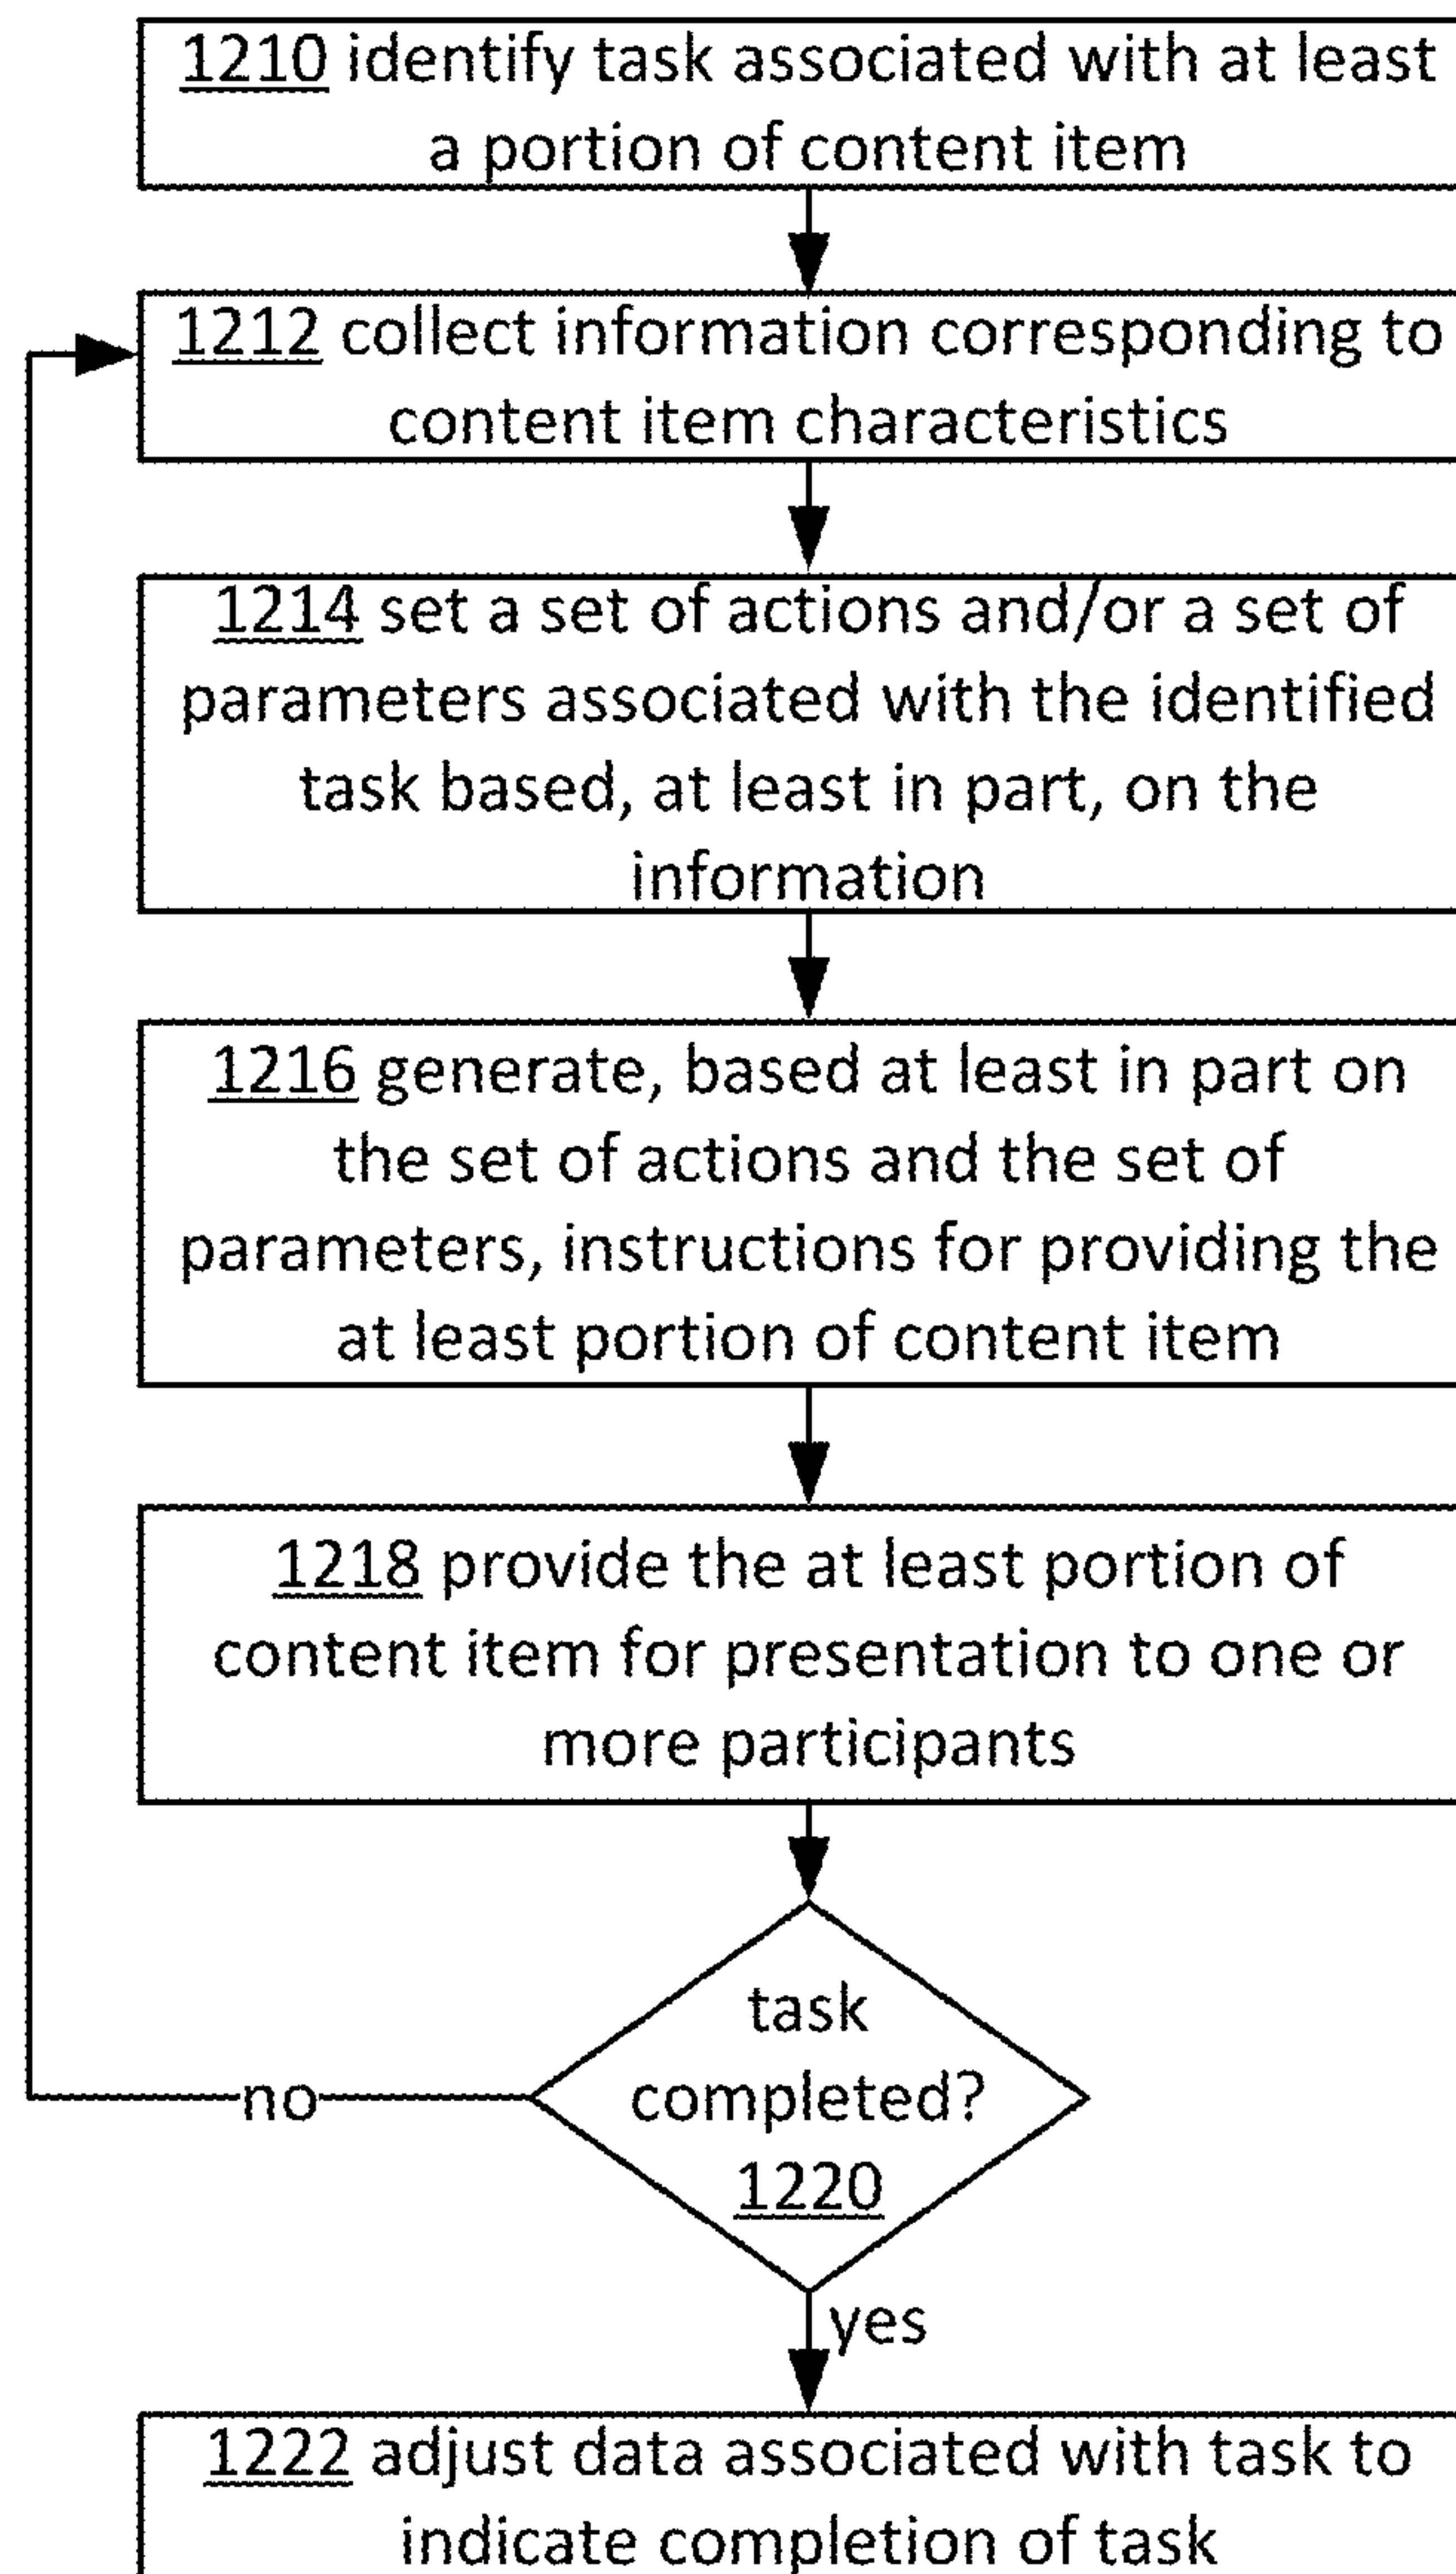 1210 identify task associated with at least
a portion of content item
1212 collect information corresponding to
content item characteristics
1214 set a set of actions and/or a set of
parameters associated with the identified
task based, at least in part, on the
information
1216 generate, based at least in part on
the set of actions and the set of
parameters, instructions for providing the
at least portion of content item
1218 provide the at least portion of
content item for presentation to one or
more participants
task
completed?
1220
no
yes
1222 adjust data associated with task to
indicate completion of task